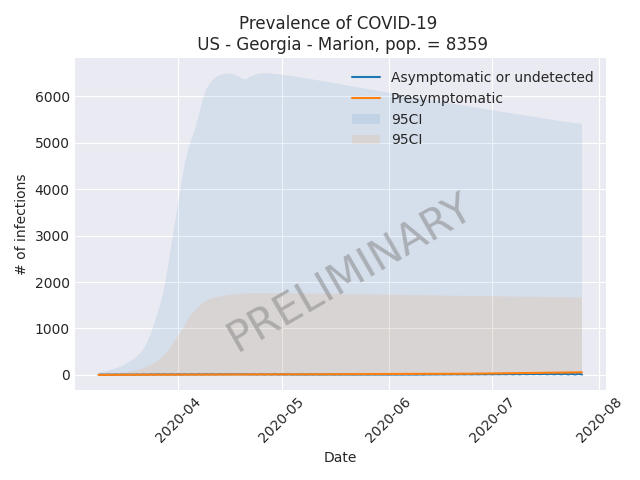 Prevalence of COVID-19
US - Georgia - Marion, pop. = 8359
Asymptomatic or undetected
Presymptomatic
95CI
95CI
# of infections
6000
5000
4000
3000
2000
1000
0
PRELIMINARY
2020-04
2020-05
2020-06
2020-07
2020-08
Date